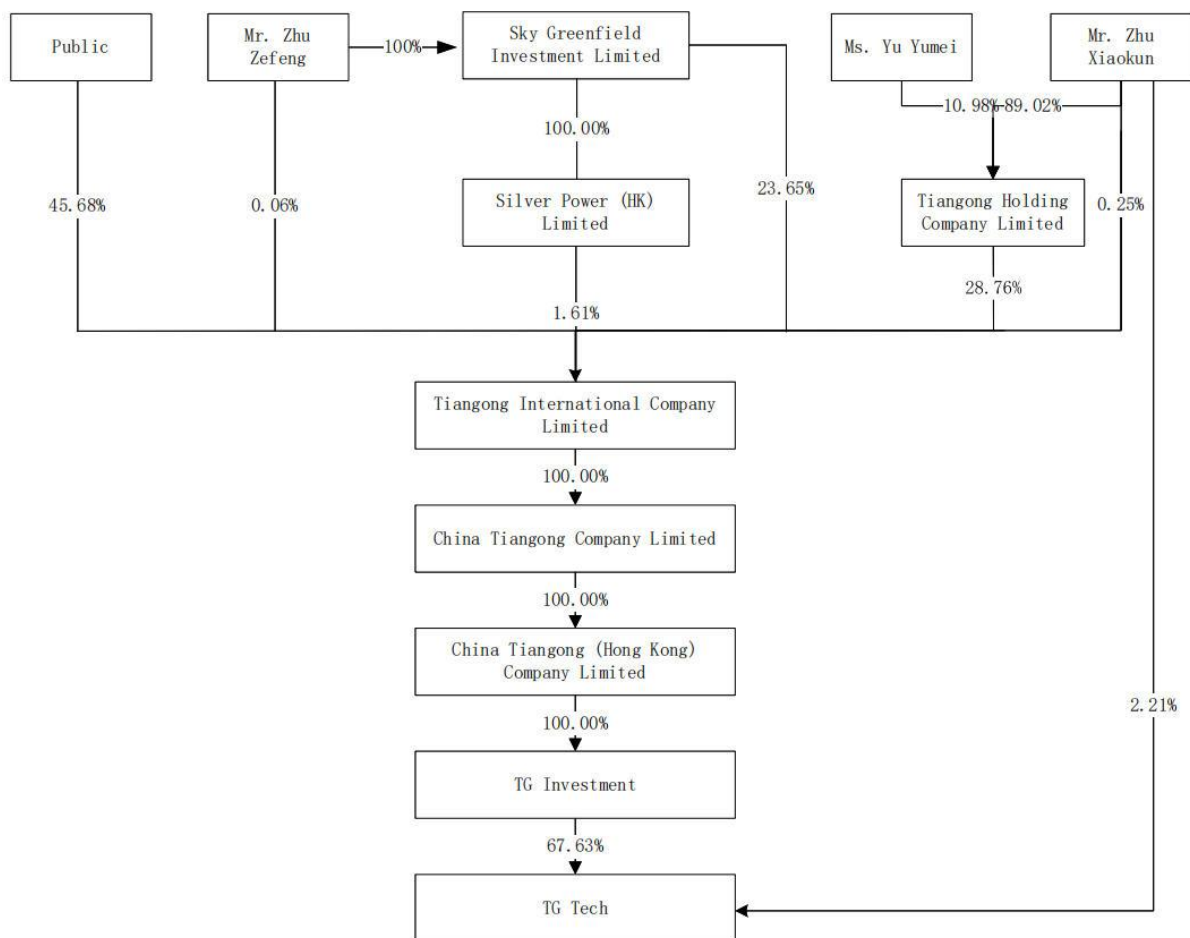 Public
Mr. Zhu
Zefeng
100%
Sky Greenfield
Investment Limited
Ms. Yu Yumei
Mr. Zhu
Xiaokun
10.98%
89.02%
100.00%
45.68%
0.06%
Silver Power (HK)
Limited
23.65%
Tiangong Holding
Company Limited
0.25%
28.76%
1.61%
Tiangong International Company
Limited
100.00%
China Tiangong Company Limited
100.00%
China Tiangong (Hong Kong)
Company Limited
100.00%
2.21%
TG Investment
67.63%
TG Tech